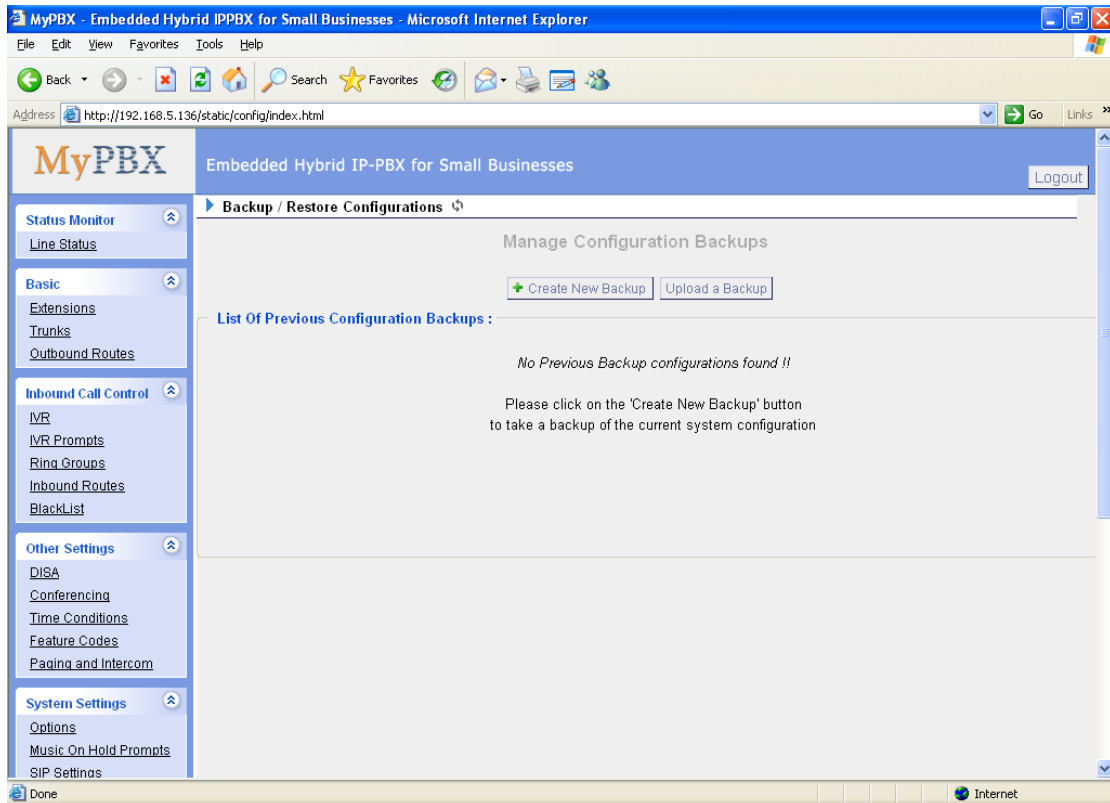 MyPBX - Embedded Hybrid IPPBX for Small Businesses - Microsoft Internet Explorer
File Edit View Favorites Tools Help
Back Search Favorites
Address http://192.168.5.136/static/config/index.html Go Links »
MyPBX
Embedded Hybrid IP-PBX for Small Businesses
Logout
Status Monitor
Line Status
Basic
Extensions
Trunks
Outbound Routes
Inbound Call Control
IVR
IVR Prompts
Ring Groups
Inbound Routes
BlackList
Other Settings
DISA
Conferencing
Time Conditions
Feature Codes
Paging and Intercom
System Settings
Options
Music On Hold Prompts
SIP Settings
Backup / Restore Configurations
Manage Configuration Backups
Create New Backup Upload a Backup
List Of Previous Configuration Backups :
No Previous Backup configurations found !!
Please click on the 'Create New Backup' button
to take a backup of the current system configuration
Done Internet